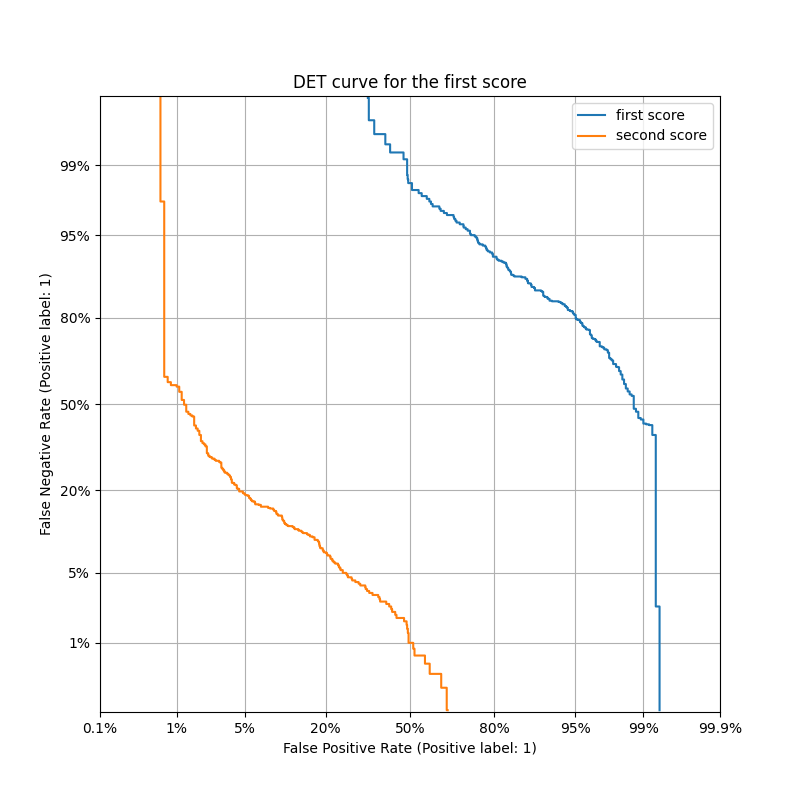 DET curve for the first score
first score
second score
99%
95%
80%
50%
20%
5%
1%
False Negative Rate (Positive label: 1)
0.1% 1% 5% 20% 50% 80% 95% 99% 99.9%
False Positive Rate (Positive label: 1)